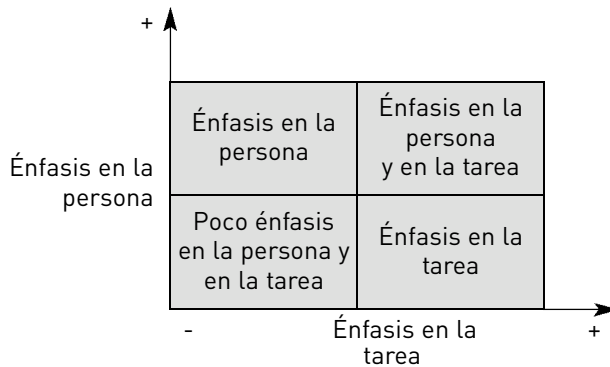 +
Énfasis en la
persona
Énfasis en la
persona
y en la tarea
Énfasis en la
persona
Poco énfasis
en la persona y
en la tarea
Énfasis en la
tarea
-
Énfasis en la
tarea
+